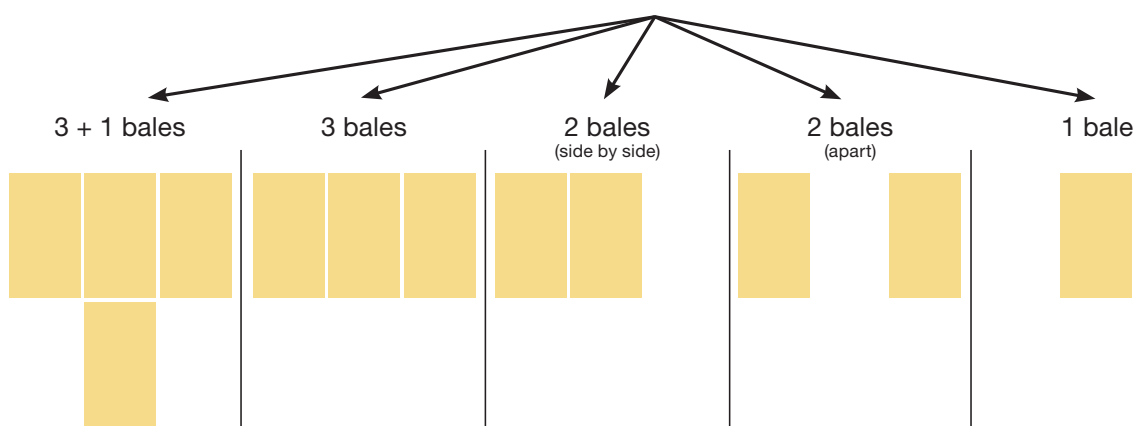 3 + 1 bales
3 bales
2 bales
(side by side)
2 bales
(apart)
1 bale